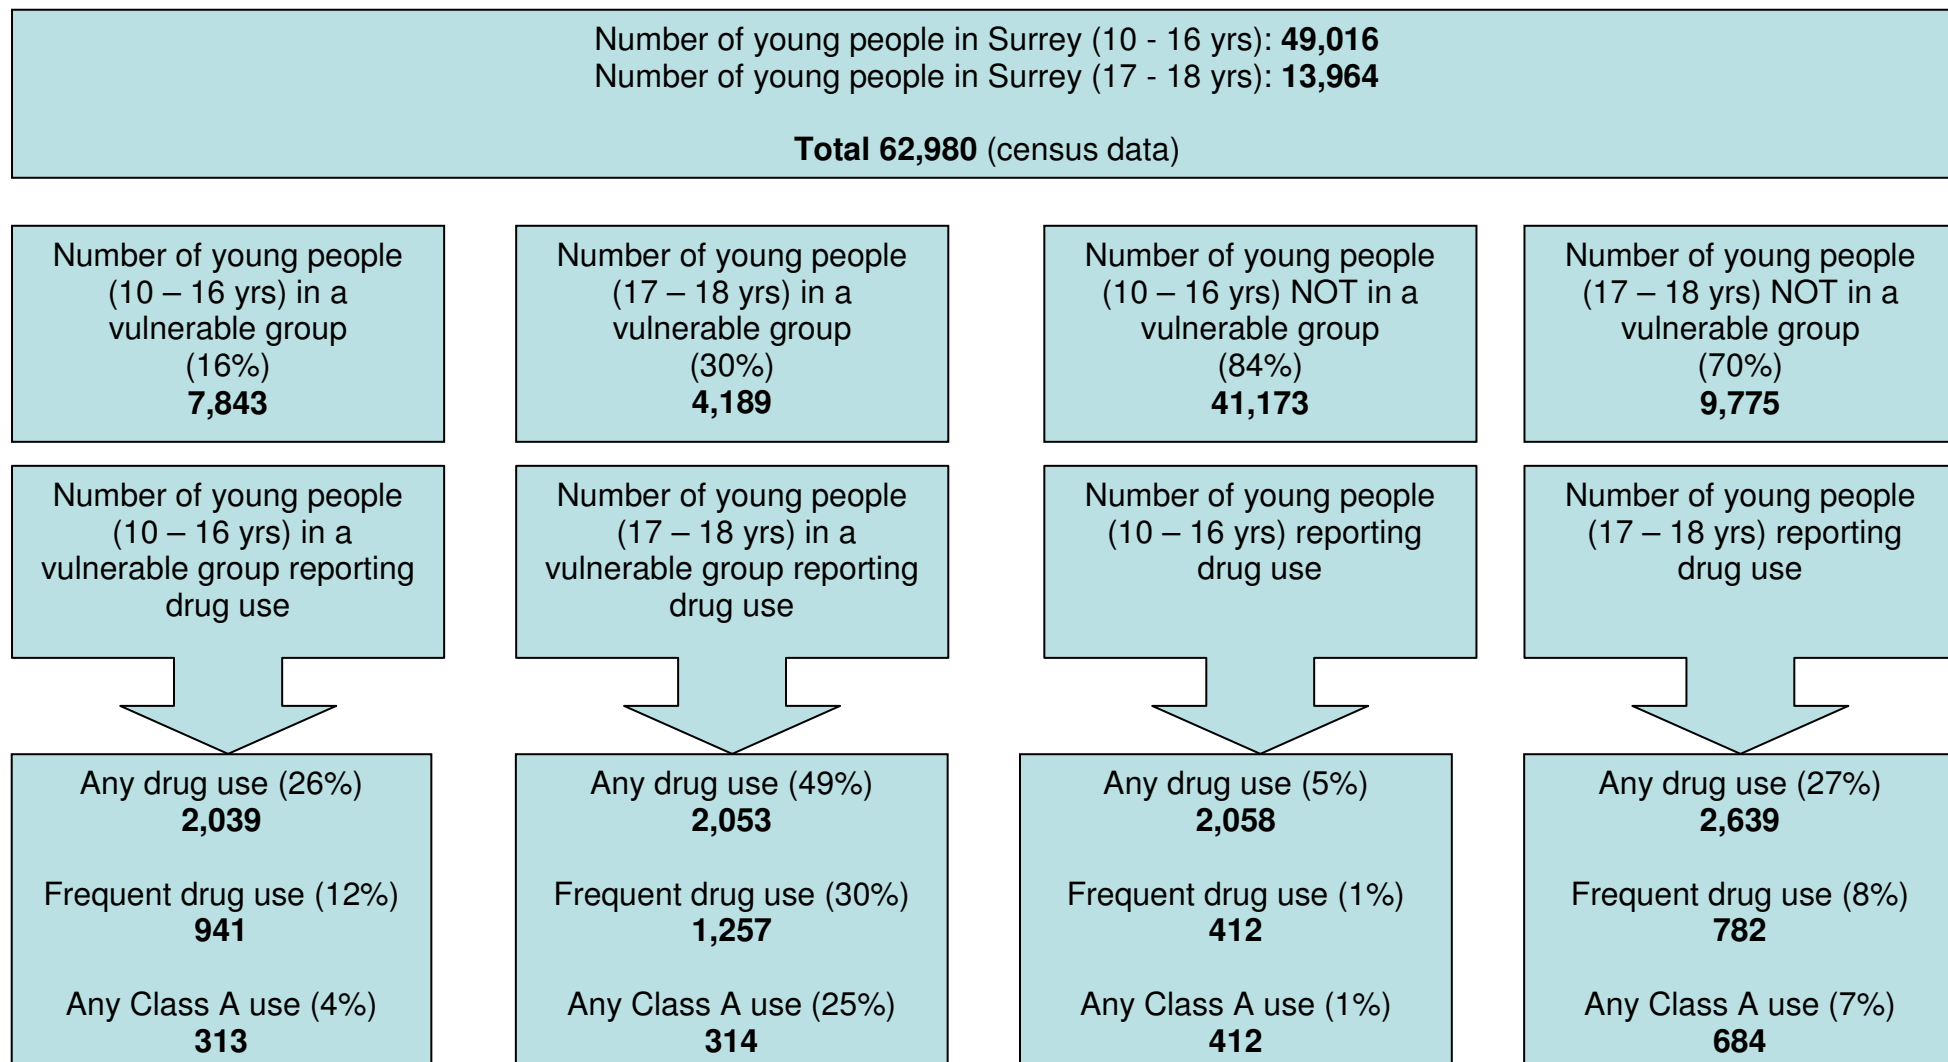 Number of young people in Surrey (10 - 16 yrs): 49,016
Number of young people in Surrey (17 - 18 yrs): 13,964
Total 62,980 (census data)
Number of young people
(10 – 16 yrs) in a
vulnerable group
(16%)
7,843
Number of young people
(17 – 18 yrs) in a
vulnerable group
(30%)
4,189
Number of young people
(10 – 16 yrs) NOT in a
vulnerable group
(84%)
41,173
Number of young people
(17 – 18 yrs) NOT in a
vulnerable group
(70%)
9,775
Number of young people
(10 – 16 yrs) in a
vulnerable group reporting
drug use
Number of young people
(17 – 18 yrs) in a
vulnerable group reporting
drug use
Number of young people
(10 – 16 yrs) reporting
drug use
Number of young people
(17 – 18 yrs) reporting
drug use
Any drug use (26%)
2,039
Frequent drug use (12%)
941
Any Class A use (4%)
313
Any drug use (49%)
2,053
Frequent drug use (30%)
1,257
Any Class A use (25%)
314
Any drug use (5%)
2,058
Frequent drug use (1%)
412
Any Class A use (1%)
412
Any drug use (27%)
2,639
Frequent drug use (8%)
782
Any Class A use (7%)
684